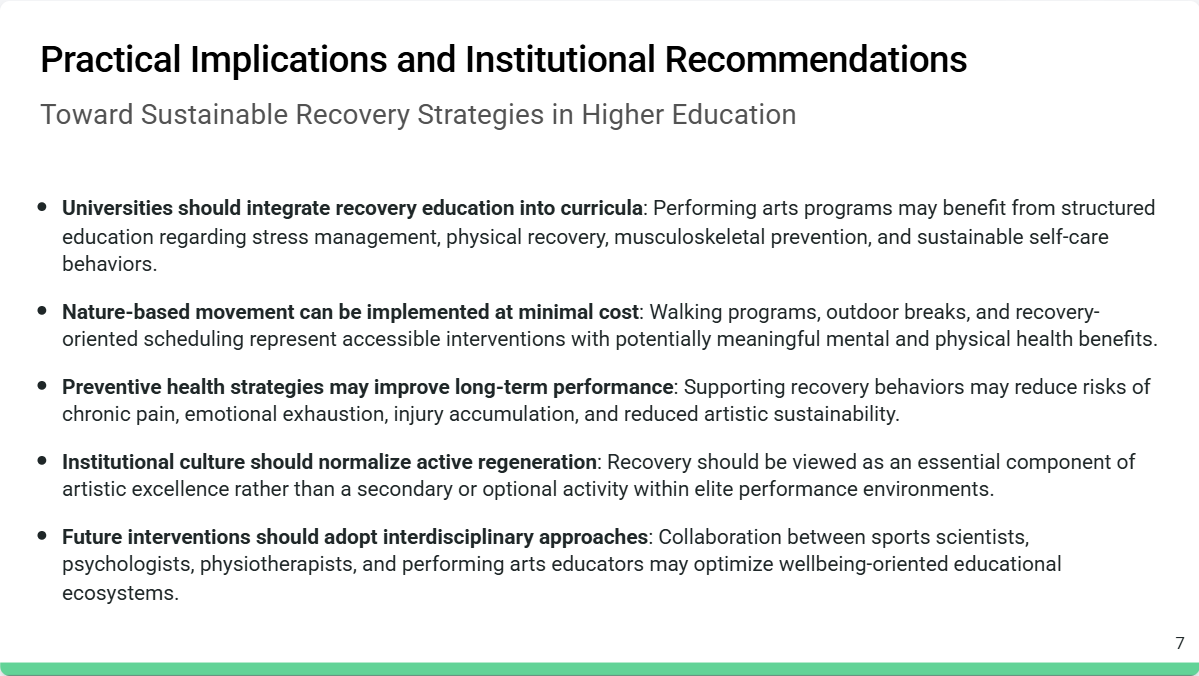 Practical Implications and Institutional Recommendations
Toward Sustainable Recovery Strategies in Higher Education
• Universities should integrate recovery education into curricula: Performing arts programs may benefit from structured
education regarding stress management, physical recovery, musculoskeletal prevention, and sustainable self-care
behaviors.
• Nature-based movement can be implemented at minimal cost: Walking programs, outdoor breaks, and recovery-
oriented scheduling represent accessible interventions with potentially meaningful mental and physical health benefits.
• Preventive health strategies may improve long-term performance: Supporting recovery behaviors may reduce risks of
chronic pain, emotional exhaustion, injury accumulation, and reduced artistic sustainability.
• Institutional culture should normalize active regeneration: Recovery should be viewed as an essential component of
artistic excellence rather than a secondary or optional activity within elite performance environments.
• Future interventions should adopt interdisciplinary approaches: Collaboration between sports scientists,
psychologists, physiotherapists, and performing arts educators may optimize wellbeing-oriented educational
ecosystems.
7